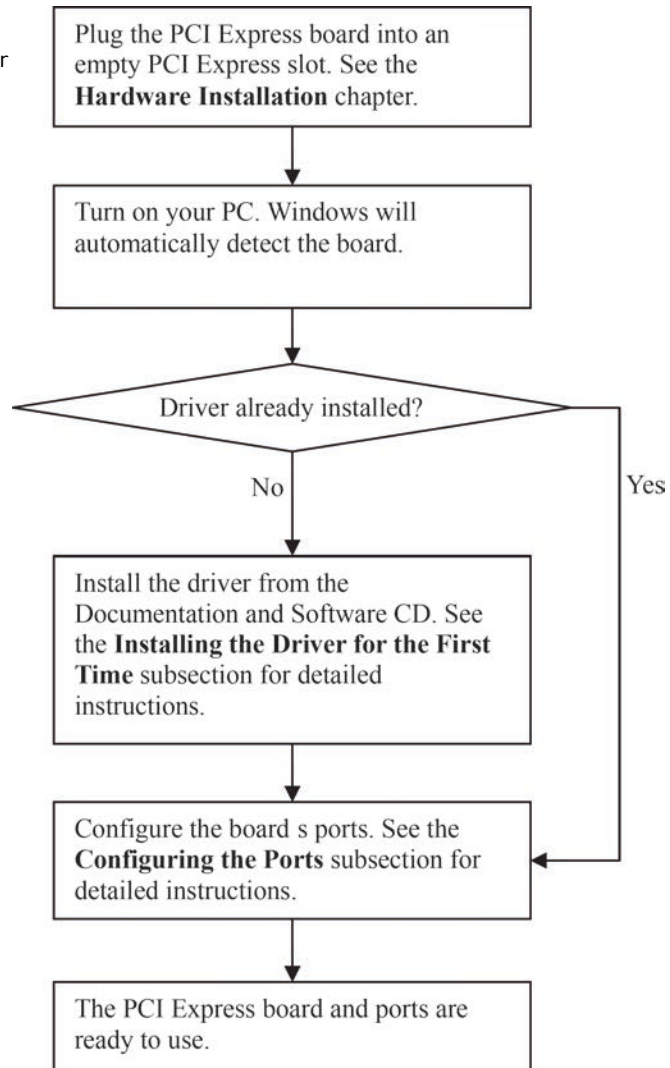 r
Plug the PCI Express board into an
empty PCI Express slot. See the
Hardware Installation chapter.
Turn on your PC. Windows will
automatically detect the board.
Driver already installed?
No
Yes
Install the driver from the
Documentation and Software CD. See
the Installing the Driver for the First
Time subsection for detailed
instructions.
Configure the board s ports. See the
Configuring the Ports subsection for
detailed instructions.
The PCI Express board and ports are
ready to use.